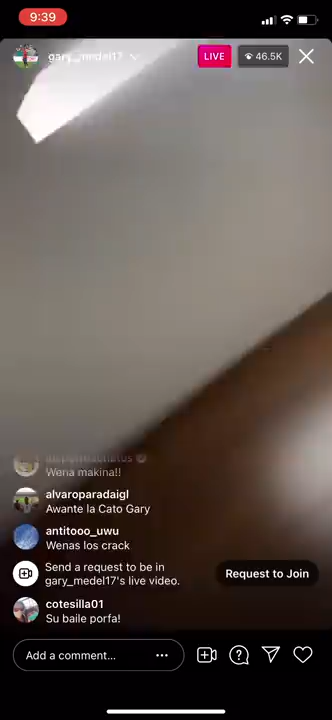 9:39
gary_medel17
LIVE
46.5K
Wena makina!!
alvaroparadaigl
Awante la Cato Gary
antitooo_uwu
Wenas los crack
Send a request to be in
gary_medel17's live video.
Request to Join
cotesilla01
Su baile porfa!
Add a comment...